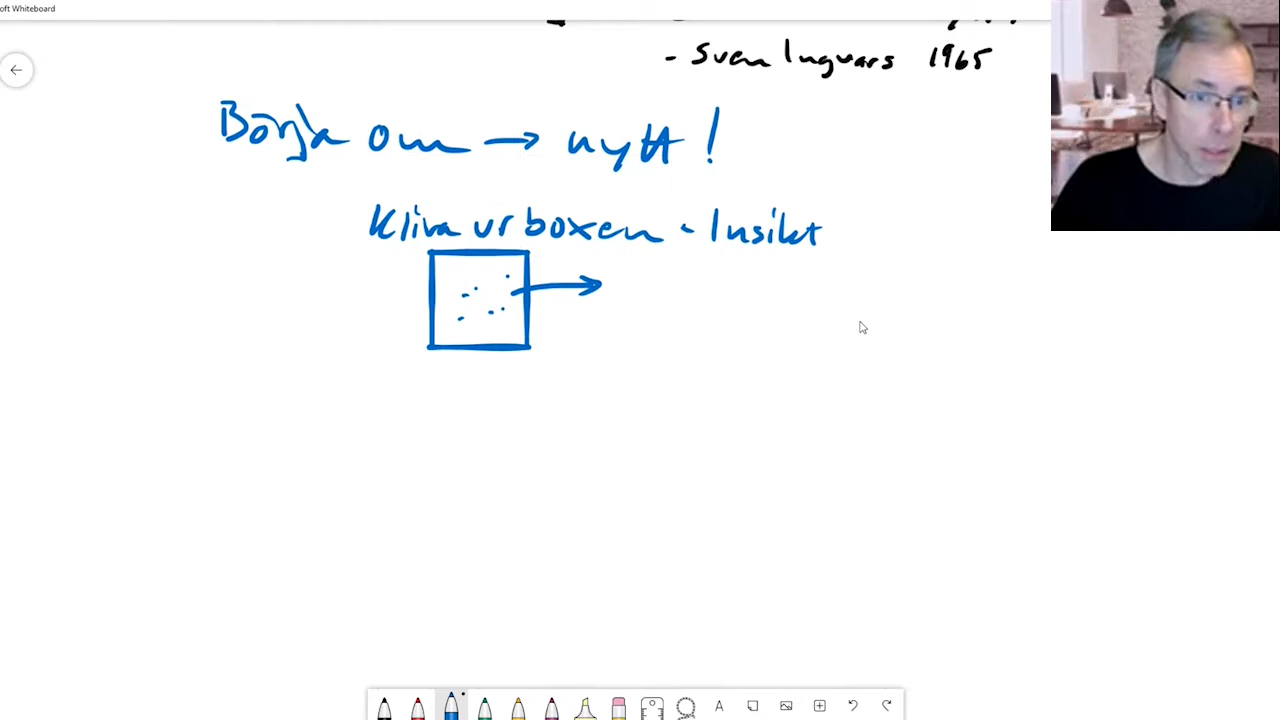 oft Whiteboard
- Sven Ingvars 1965
Börja om → nytt!
Kliva ur boxen - Insikt
A